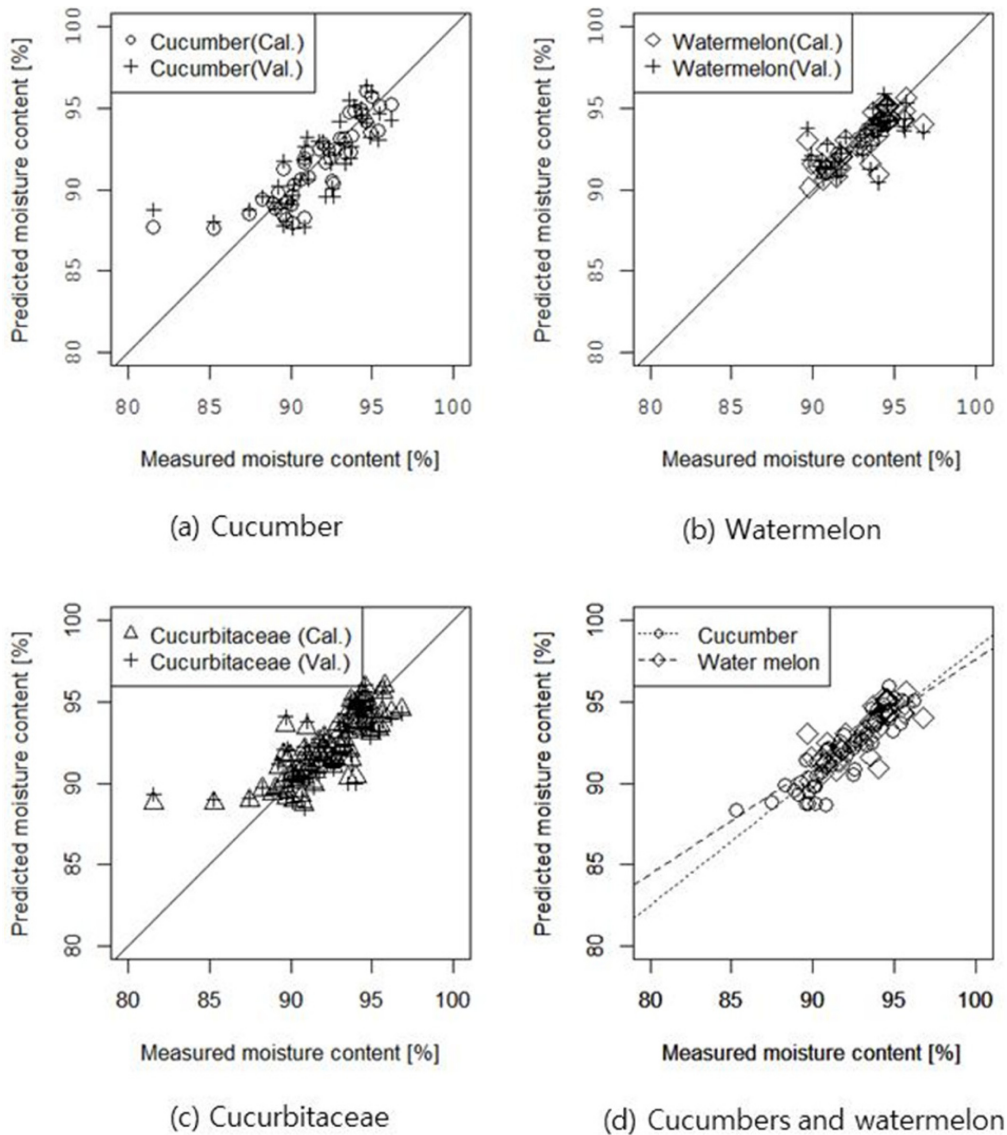 Cucumber(Cal.)
Cucumber(Val.)
Predicted moisture content [%]
100
95
90
85
80
80 85 90 95 100
Measured moisture content [%]
(a) Cucumber
Watermelon(Cal.)
Watermelon(Val.)
Predicted moisture content [%]
100
95
90
85
80
80 85 90 95 100
Measured moisture content [%]
(b) Watermelon
Cucurbitaceae (Cal.)
Cucurbitaceae (Val.)
Predicted moisture content [%]
100
95
90
85
80
80 85 90 95 100
Measured moisture content [%]
(c) Cucurbitaceae
Cucumber
Water melon
Predicted moisture content [%]
100
95
90
85
80
80 85 90 95 100
Measured moisture content [%]
(d) Cucumbers and watermelon